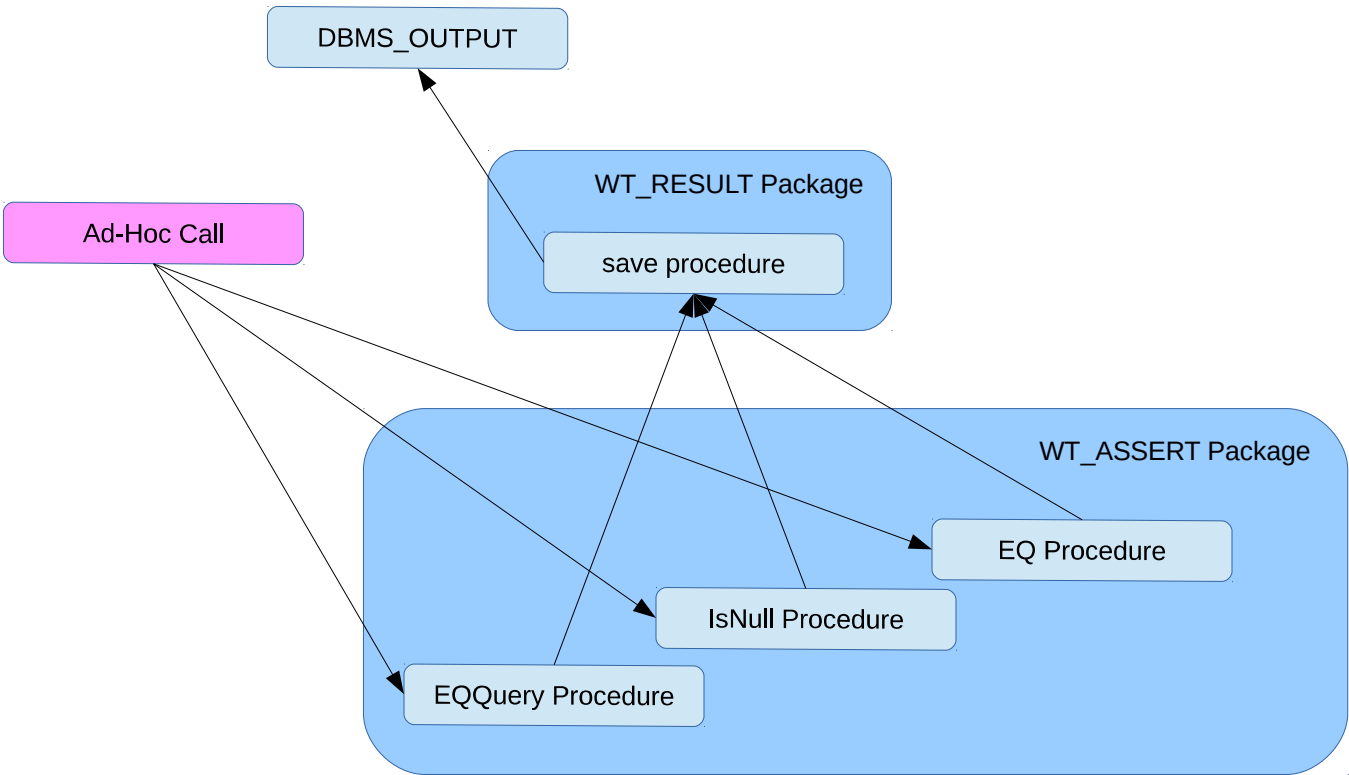 DBMS_OUTPUT
WT_RESULT Package
Ad-Hoc Call
save procedure
WT_ASSERT Package
EQ Procedure
IsNull Procedure
EQQuery Procedure